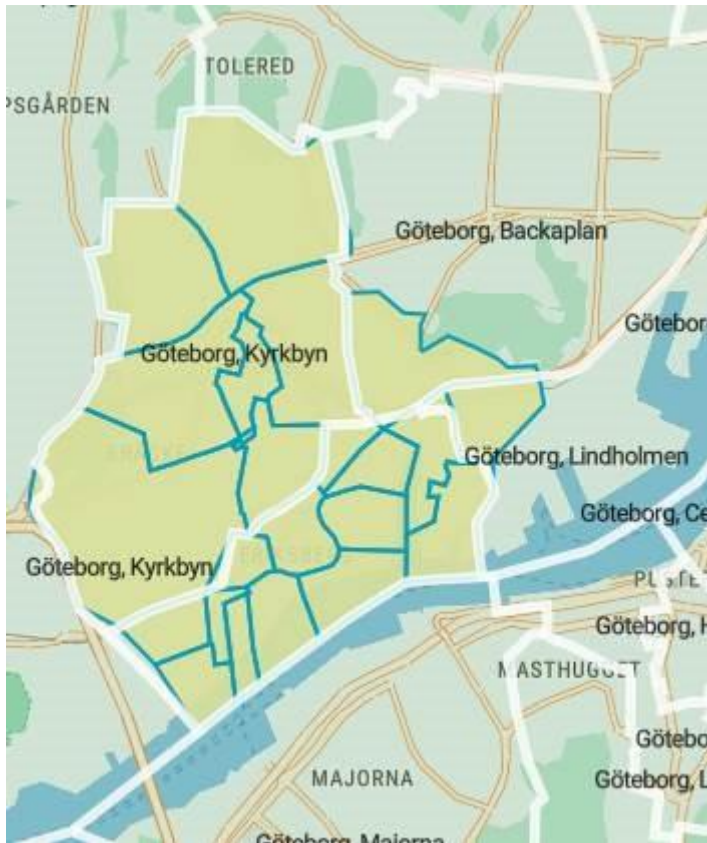 TOLERED
PSGÅRDEN
Göteborg, Backaplan
Götebor
Göteborg, Kyrkbyn
Göteborg, Lindholmen
Göteborg, Ce
Göteborg, Kyrkbyn
Göteborg, H
MASTHUGGET
Götebo
MAJORNA
Göteborg, L
Göteborg, Majorna